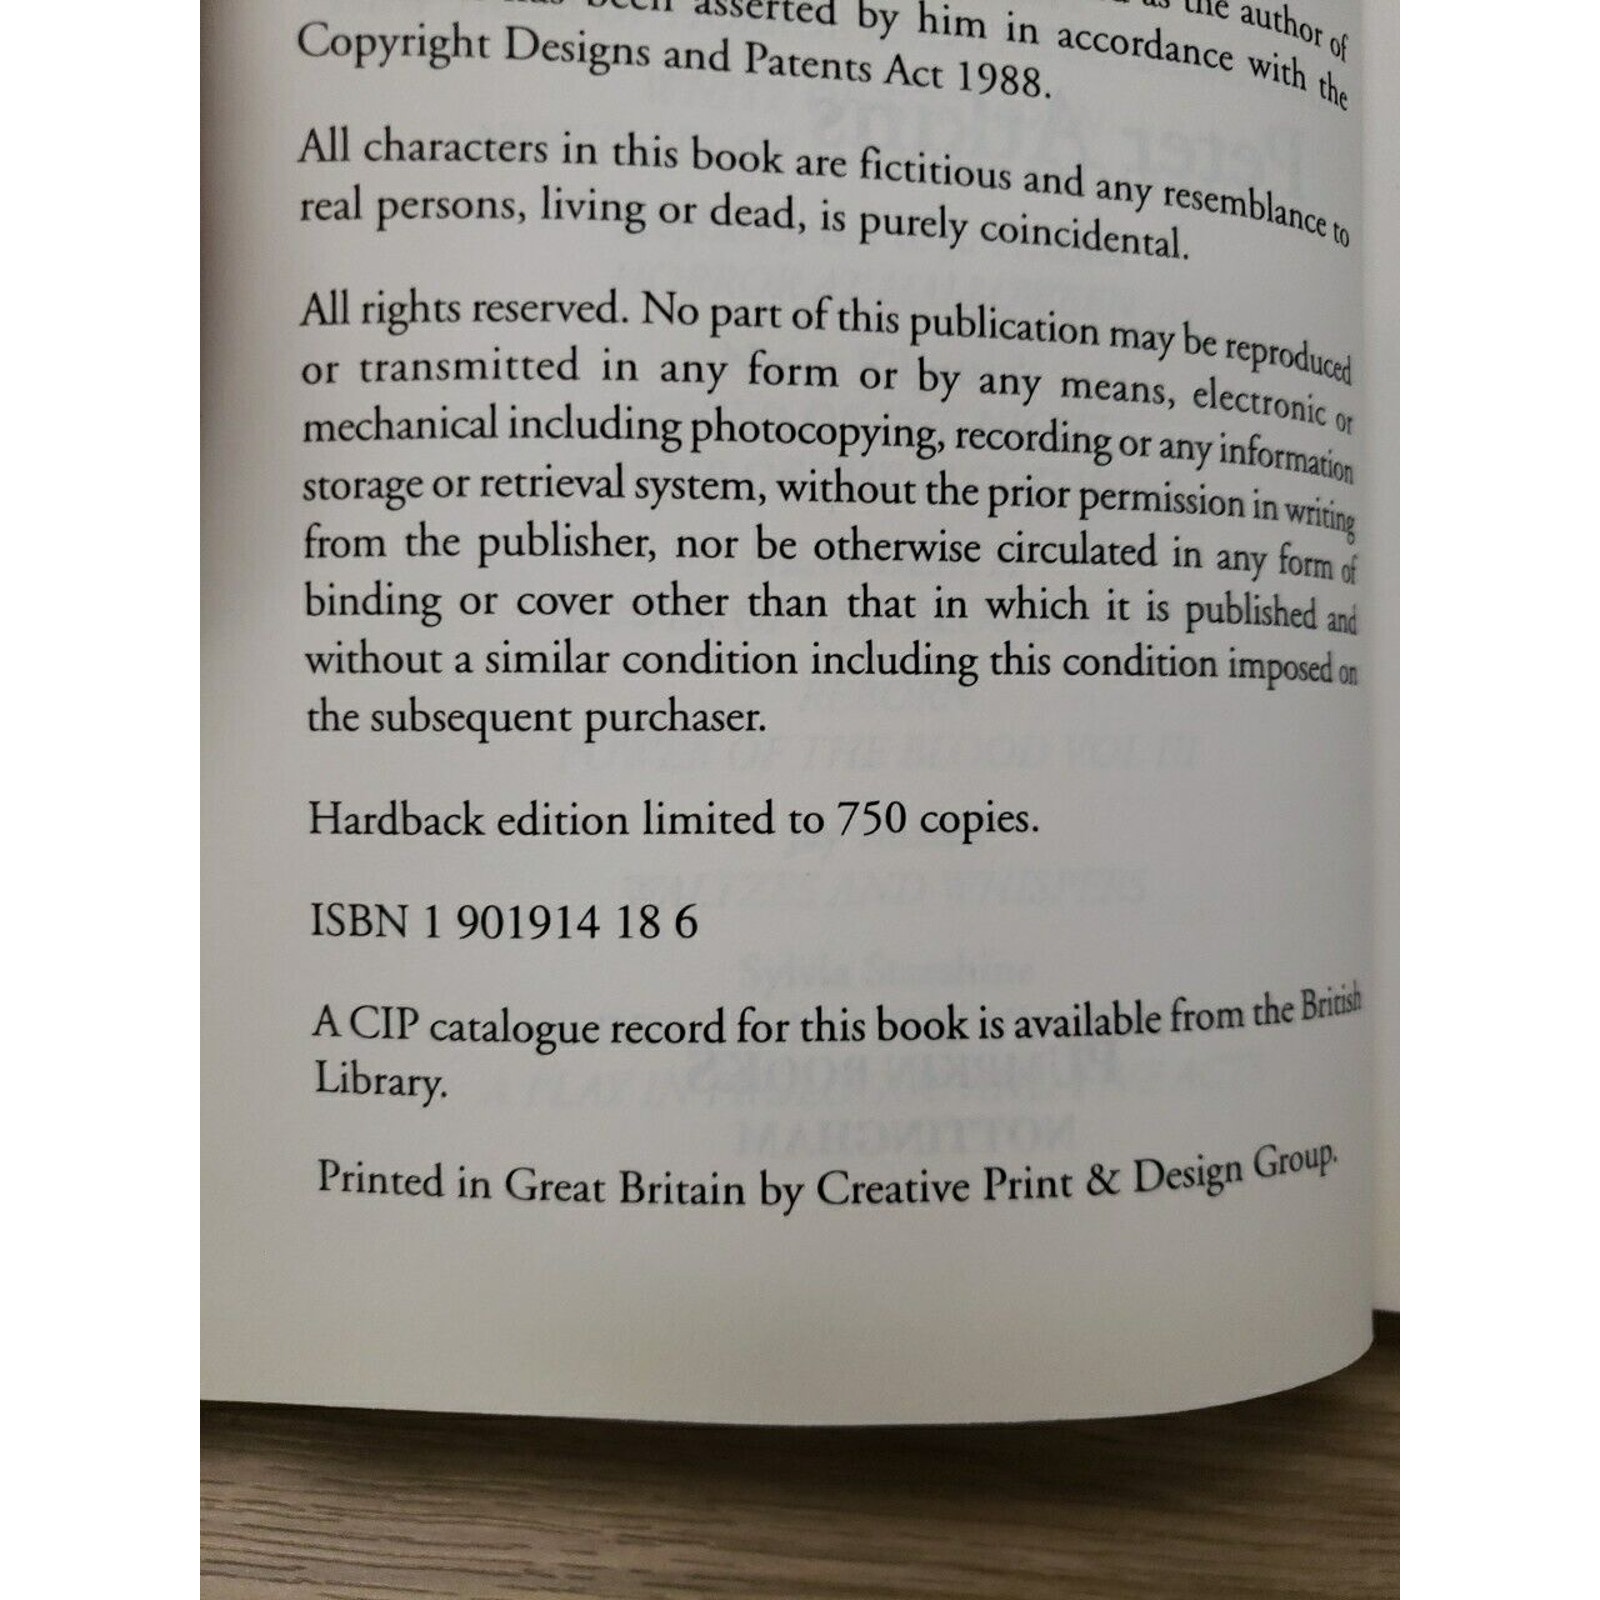 been asserted by him in accordance with the author of
Copyright Designs and Patents Act 1988.
All characters in this book are fictitious and any resemblance to
real persons, living or dead, is purely coincidental.
All rights reserved. No part of this publication may be reproduced
or transmitted in any form or by any means, electronic or
mechanical including photocopying, recording or any information
storage or retrieval system, without the prior permission in writing
from the publisher, nor be otherwise circulated in any form of
binding or cover other than that in which it is published and
without a similar condition including this condition imposed on
the subsequent purchaser.
Hardback edition limited to 750 copies.
ISBN 1 901914 18 6
A CIP catalogue record for this book is available from the British
Library.
Printed in Great Britain by Creative Print & Design Group.
PUMPKIN BOOKS
NOTTINGHAM